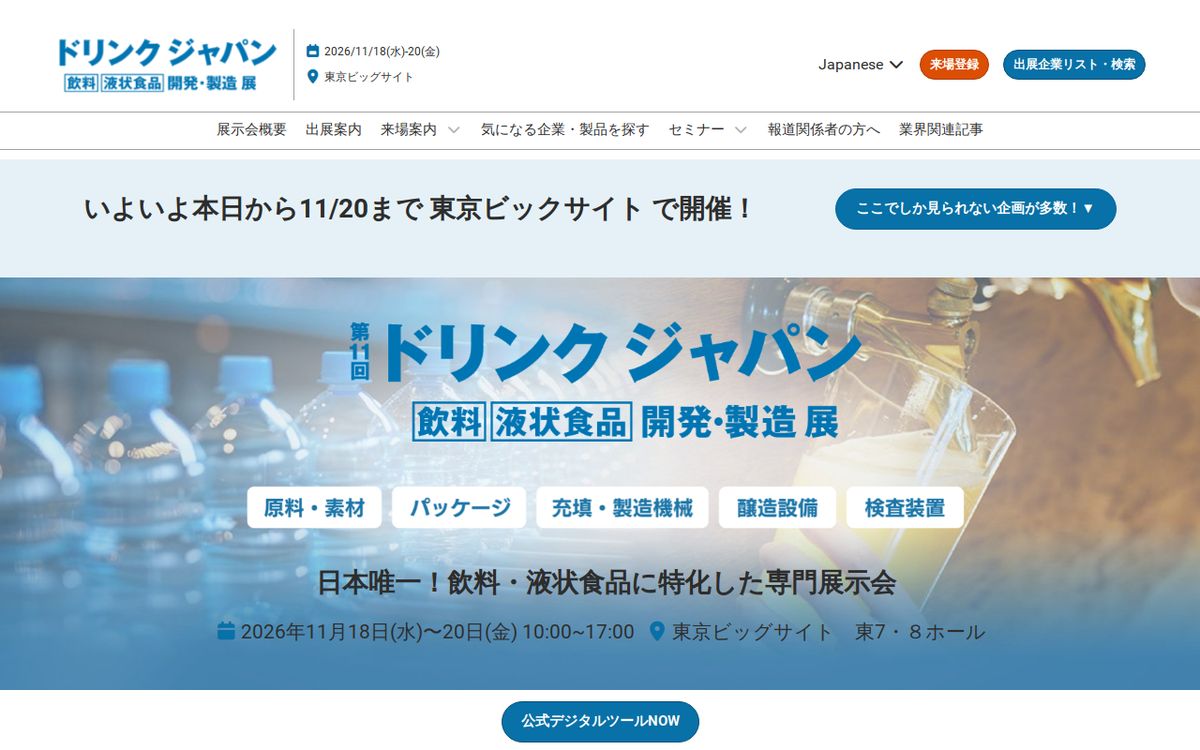 ドリンク ジャパン
飲料 液状食品 開発・製造 展
2026/11/18(水)-20(金)
東京ビッグサイト
Japanese
来場登録
出展企業リスト・検索
展示会概要 出展案内 来場案内 気になる企業・製品を探す セミナー 報道関係者の方へ 業界関連記事
いよいよ本日から11/20まで 東京ビックサイト で開催！
ここでしか見られない企画が多数！▼
第11回 ドリンク ジャパン
飲料 液状食品 開発・製造 展
原料・素材 パッケージ 充填・製造機械 醸造設備 検査装置
日本唯一！飲料・液状食品に特化した専門展示会
2026年11月18日(水)〜20日(金) 10:00~17:00 東京ビッグサイト　東7・８ホール
公式デジタルツールNOW